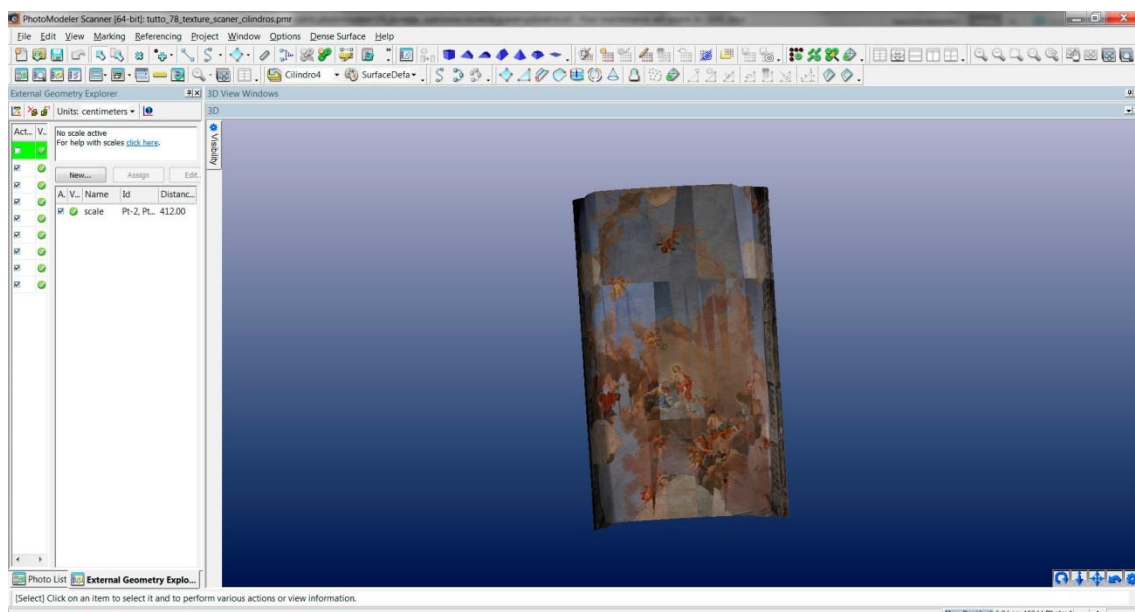 PhotoModeler Scanner [64-bit]: tutto_78_texture_scaner_cilindros.pmr
File Edit View Marking Referencing Project Window Options Dense Surface Help
Cilindro4 SurfaceDefa
External Geometry Explorer
3D View Windows
Units: centimeters
3D
Act... V..
No scale active
For help with scales click here.
Visibility
New... Assign Edit..
A. V... Name Id Distanc...
scale Pt-2, Pt... 412.00
Photo List External Geometry Explo...
[Select] Click on an item to select it and to perform various actions or view information.